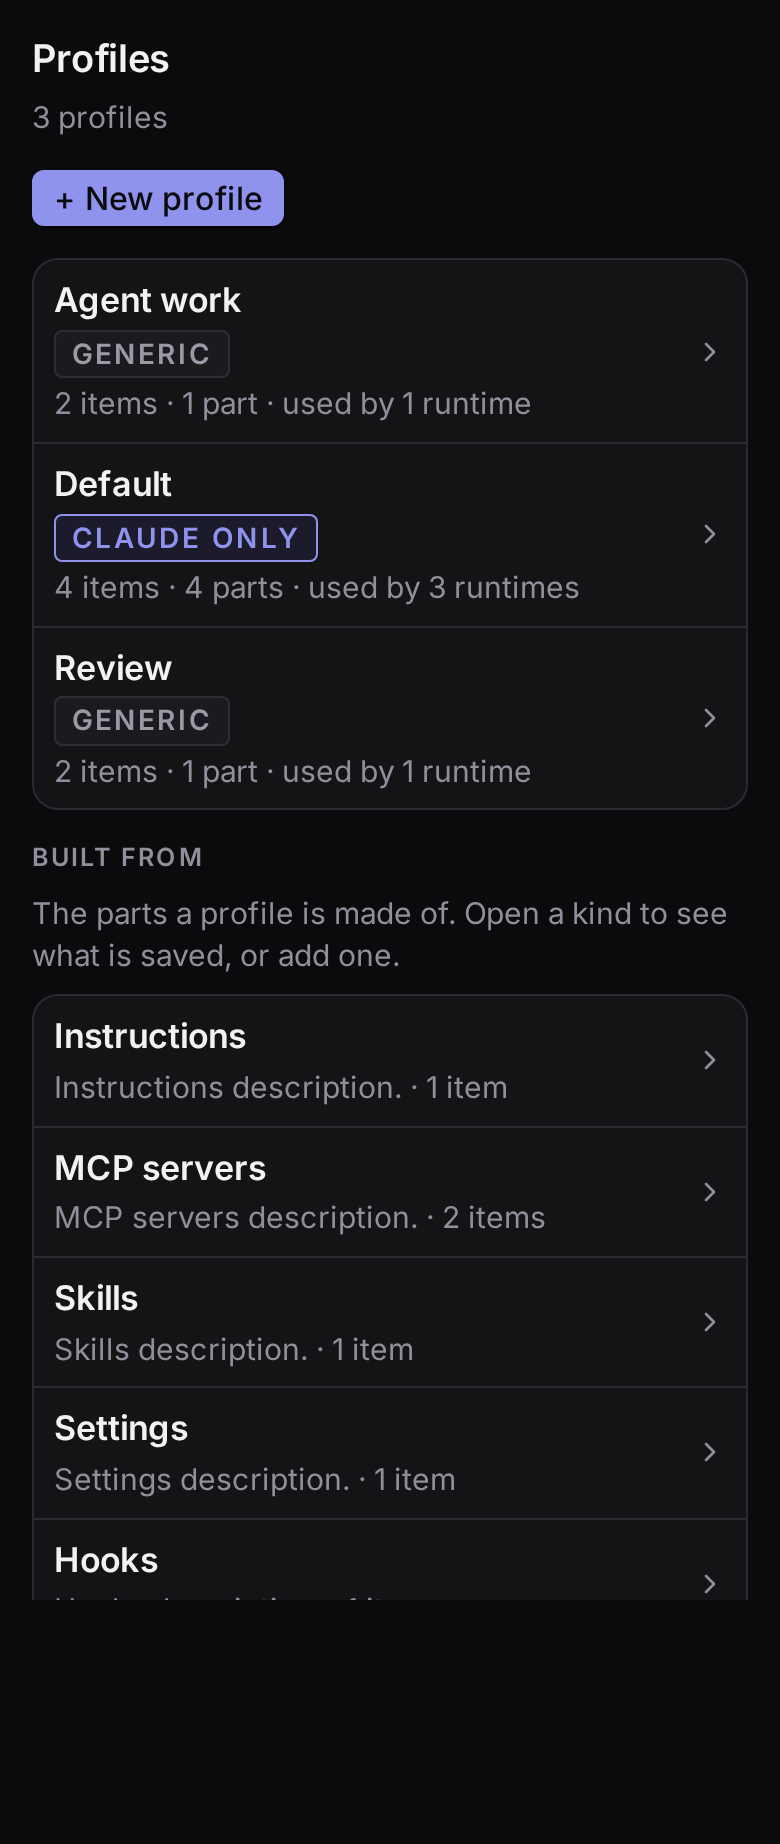 Profiles
3 profiles
+ New profile
Agent work
GENERIC
2 items · 1 part · used by 1 runtime
Default
CLAUDE ONLY
4 items · 4 parts · used by 3 runtimes
Review
GENERIC
2 items · 1 part · used by 1 runtime
BUILT FROM
The parts a profile is made of. Open a kind to see
what is saved, or add one.
Instructions
Instructions description. · 1 item
MCP servers
MCP servers description. · 2 items
Skills
Skills description. · 1 item
Settings
Settings description. · 1 item
Hooks